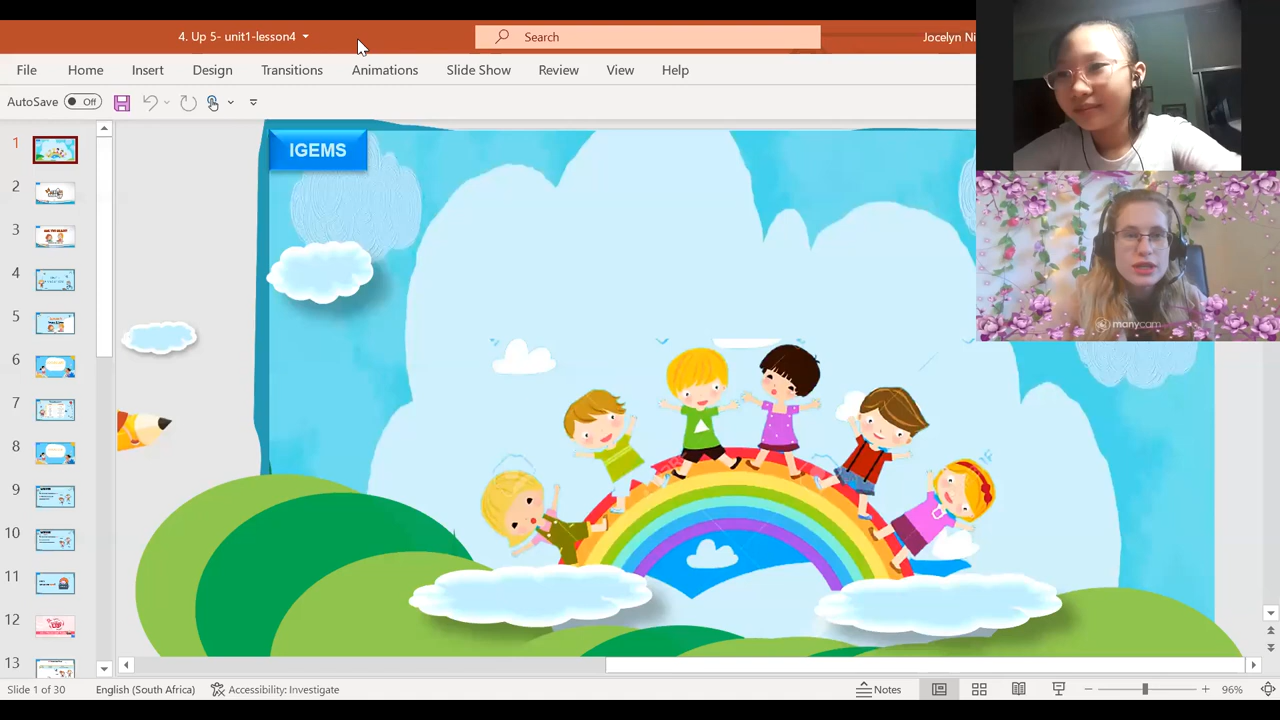 4. Up 5- unit1-lesson4
Search
Jocelyn Ni
File Home Insert Design Transitions Animations Slide Show Review View Help
AutoSave Off
IGEMS
1
2
3
4
5
6
7
8
9
10
11
12
13
manycam
Slide 1 of 30 English (South Africa) Accessibility: Investigate Notes 96%